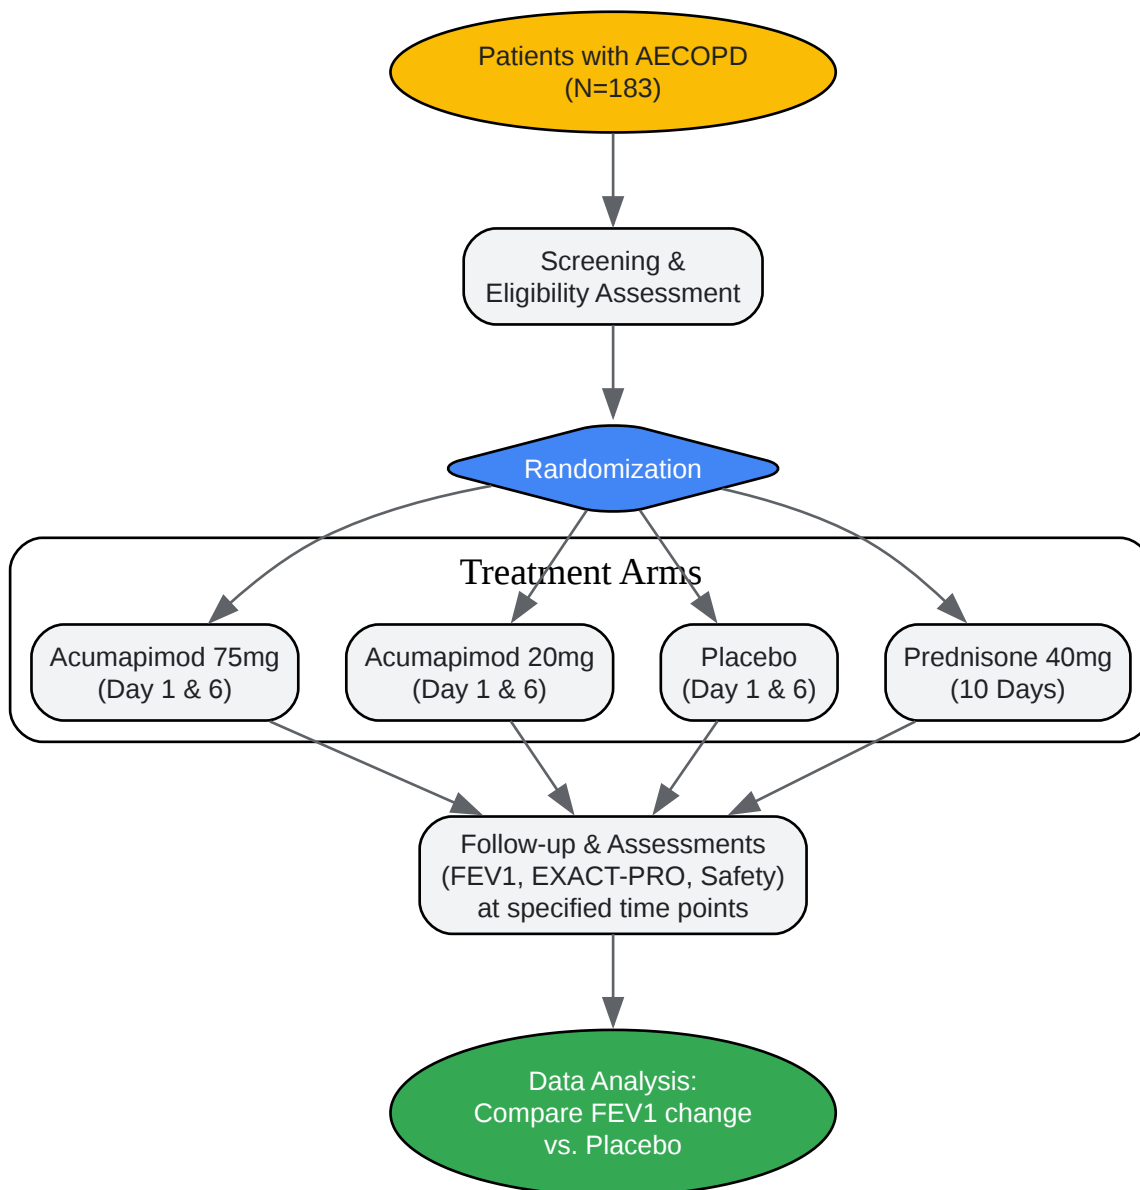 Patients with AECOPD
(N=183)
Screening &
Eligibility Assessment
Randomization
Treatment Arms
Acumapimod 75mg
(Day 1 & 6)
Acumapimod 20mg
(Day 1 & 6)
Placebo
(Day 1 & 6)
Prednisone 40mg
(10 Days)
Follow-up & Assessments
(FEV1, EXACT-PRO, Safety)
at specified time points
Data Analysis:
Compare FEV1 change
vs. Placebo